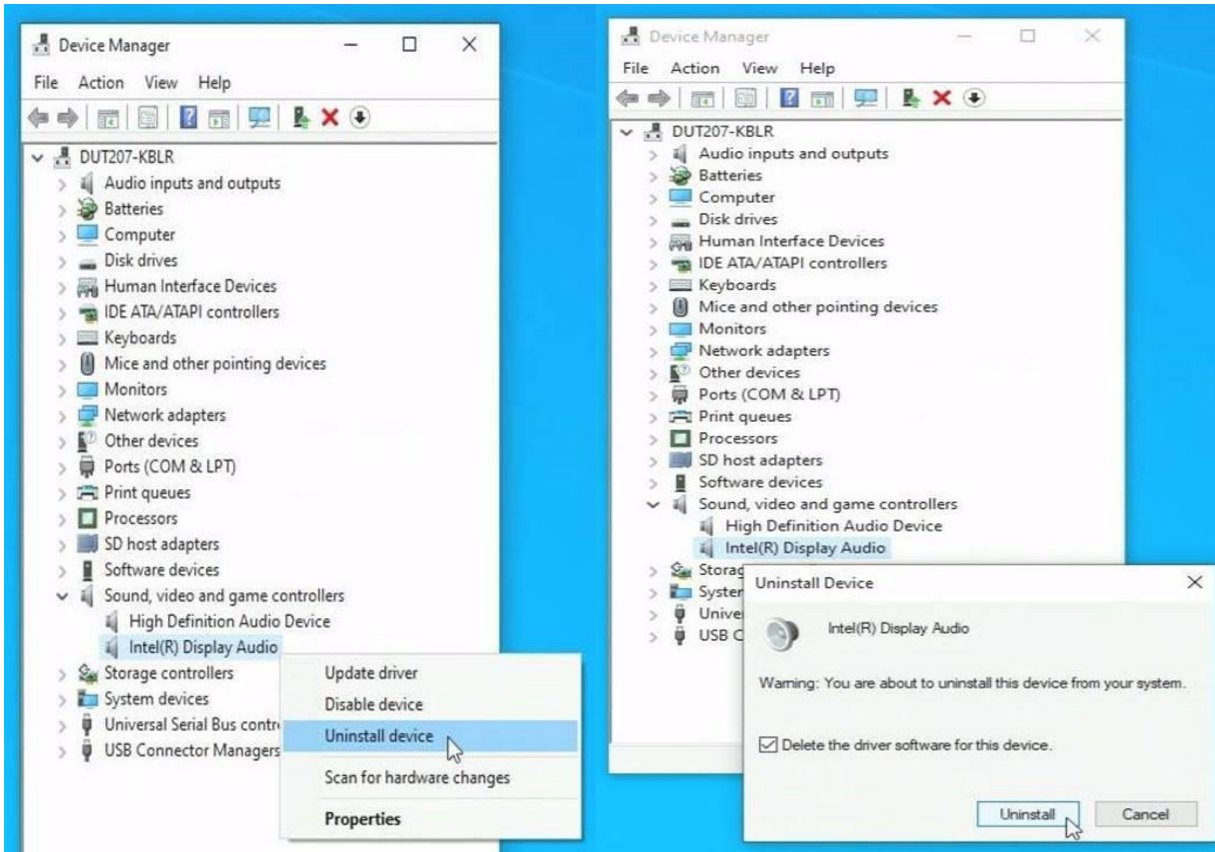 Device Manager
File Action View Help
DUT207-KBLR
Audio inputs and outputs
Batteries
Computer
Disk drives
Human Interface Devices
IDE ATA/ATAPI controllers
Keyboards
Mice and other pointing devices
Monitors
Network adapters
Other devices
Ports (COM & LPT)
Print queues
Processors
SD host adapters
Software devices
Sound, video and game controllers
High Definition Audio Device
Intel(R) Display Audio
Storage controllers
System devices
Universal Serial Bus contr
USB Connector Managers
Update driver
Disable device
Uninstall device
Scan for hardware changes
Properties
Device Manager
File Action View Help
DUT207-KBLR
Audio inputs and outputs
Batteries
Computer
Disk drives
Human Interface Devices
IDE ATA/ATAPI controllers
Keyboards
Mice and other pointing devices
Monitors
Network adapters
Other devices
Ports (COM & LPT)
Print queues
Processors
SD host adapters
Software devices
Sound, video and game controllers
High Definition Audio Device
Intel(R) Display Audio
Storag
System
Univer
USB C
Uninstall Device
Intel(R) Display Audio
Warning: You are about to uninstall this device from your system.
Delete the driver software for this device.
Uninstall Cancel